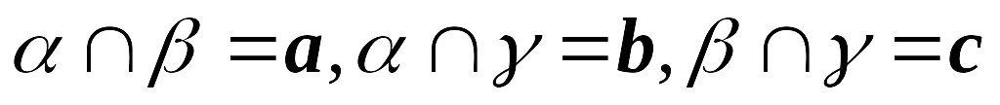 α ∩ β = a, α ∩ γ = b, β ∩ γ = c